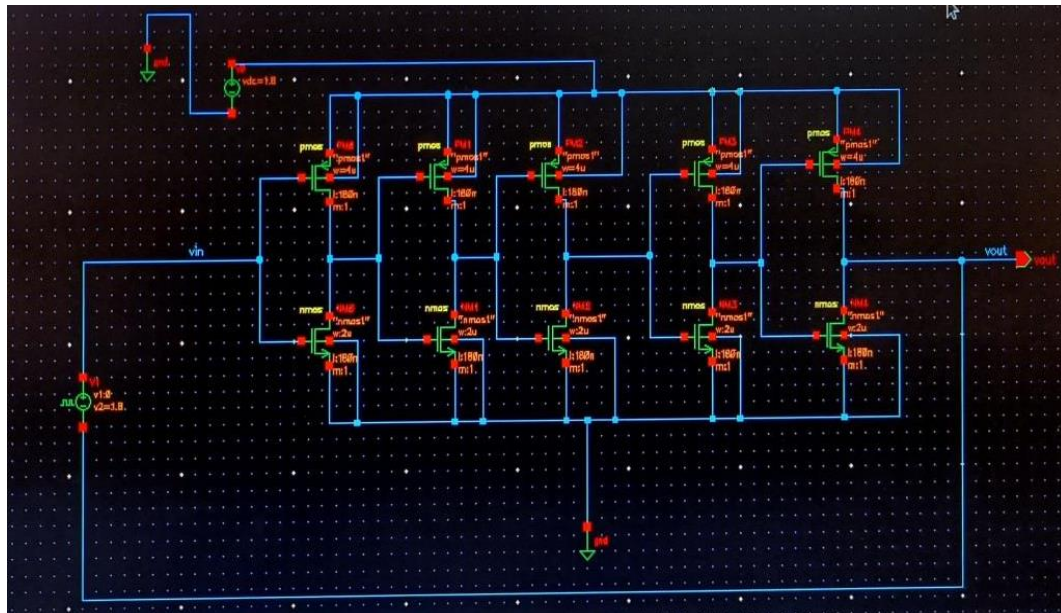 gnd
vdc=1.8
pmos
PM0
"pmos1"
w=4u
l:180n
m:1
pmos
PM1
"pmos1"
w=4u
l:180n
m:1
pmos
PM2
"pmos1"
w=4u
l:180n
m:1
pmos
PM3
"pmos1"
w=4u
l:180n
m:1
pmos
PM4
"pmos1"
w=4u
l:180n
m:1
vin
vout
vout
nmos
NM0
"nmos1"
w:2u
l:180n
m:1
nmos
NM1
"nmos1"
w:2u
l:180n
m:1
nmos
NM2
"nmos1"
w:2u
l:180n
m:1
nmos
NM3
"nmos1"
w:2u
l:180n
m:1
nmos
NM4
"nmos1"
w:2u
l:180n
m:1
V1
v1:0
v2=1.8
gnd